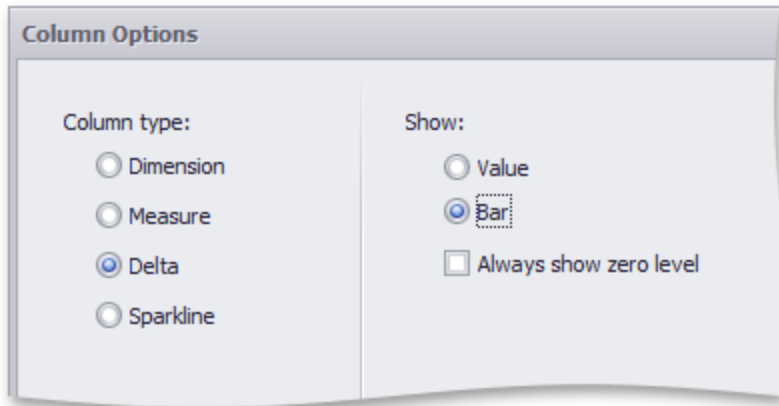 Column Options
Column type:
Dimension
Measure
Delta
Sparkline
Show:
Value
Bar
Always show zero level